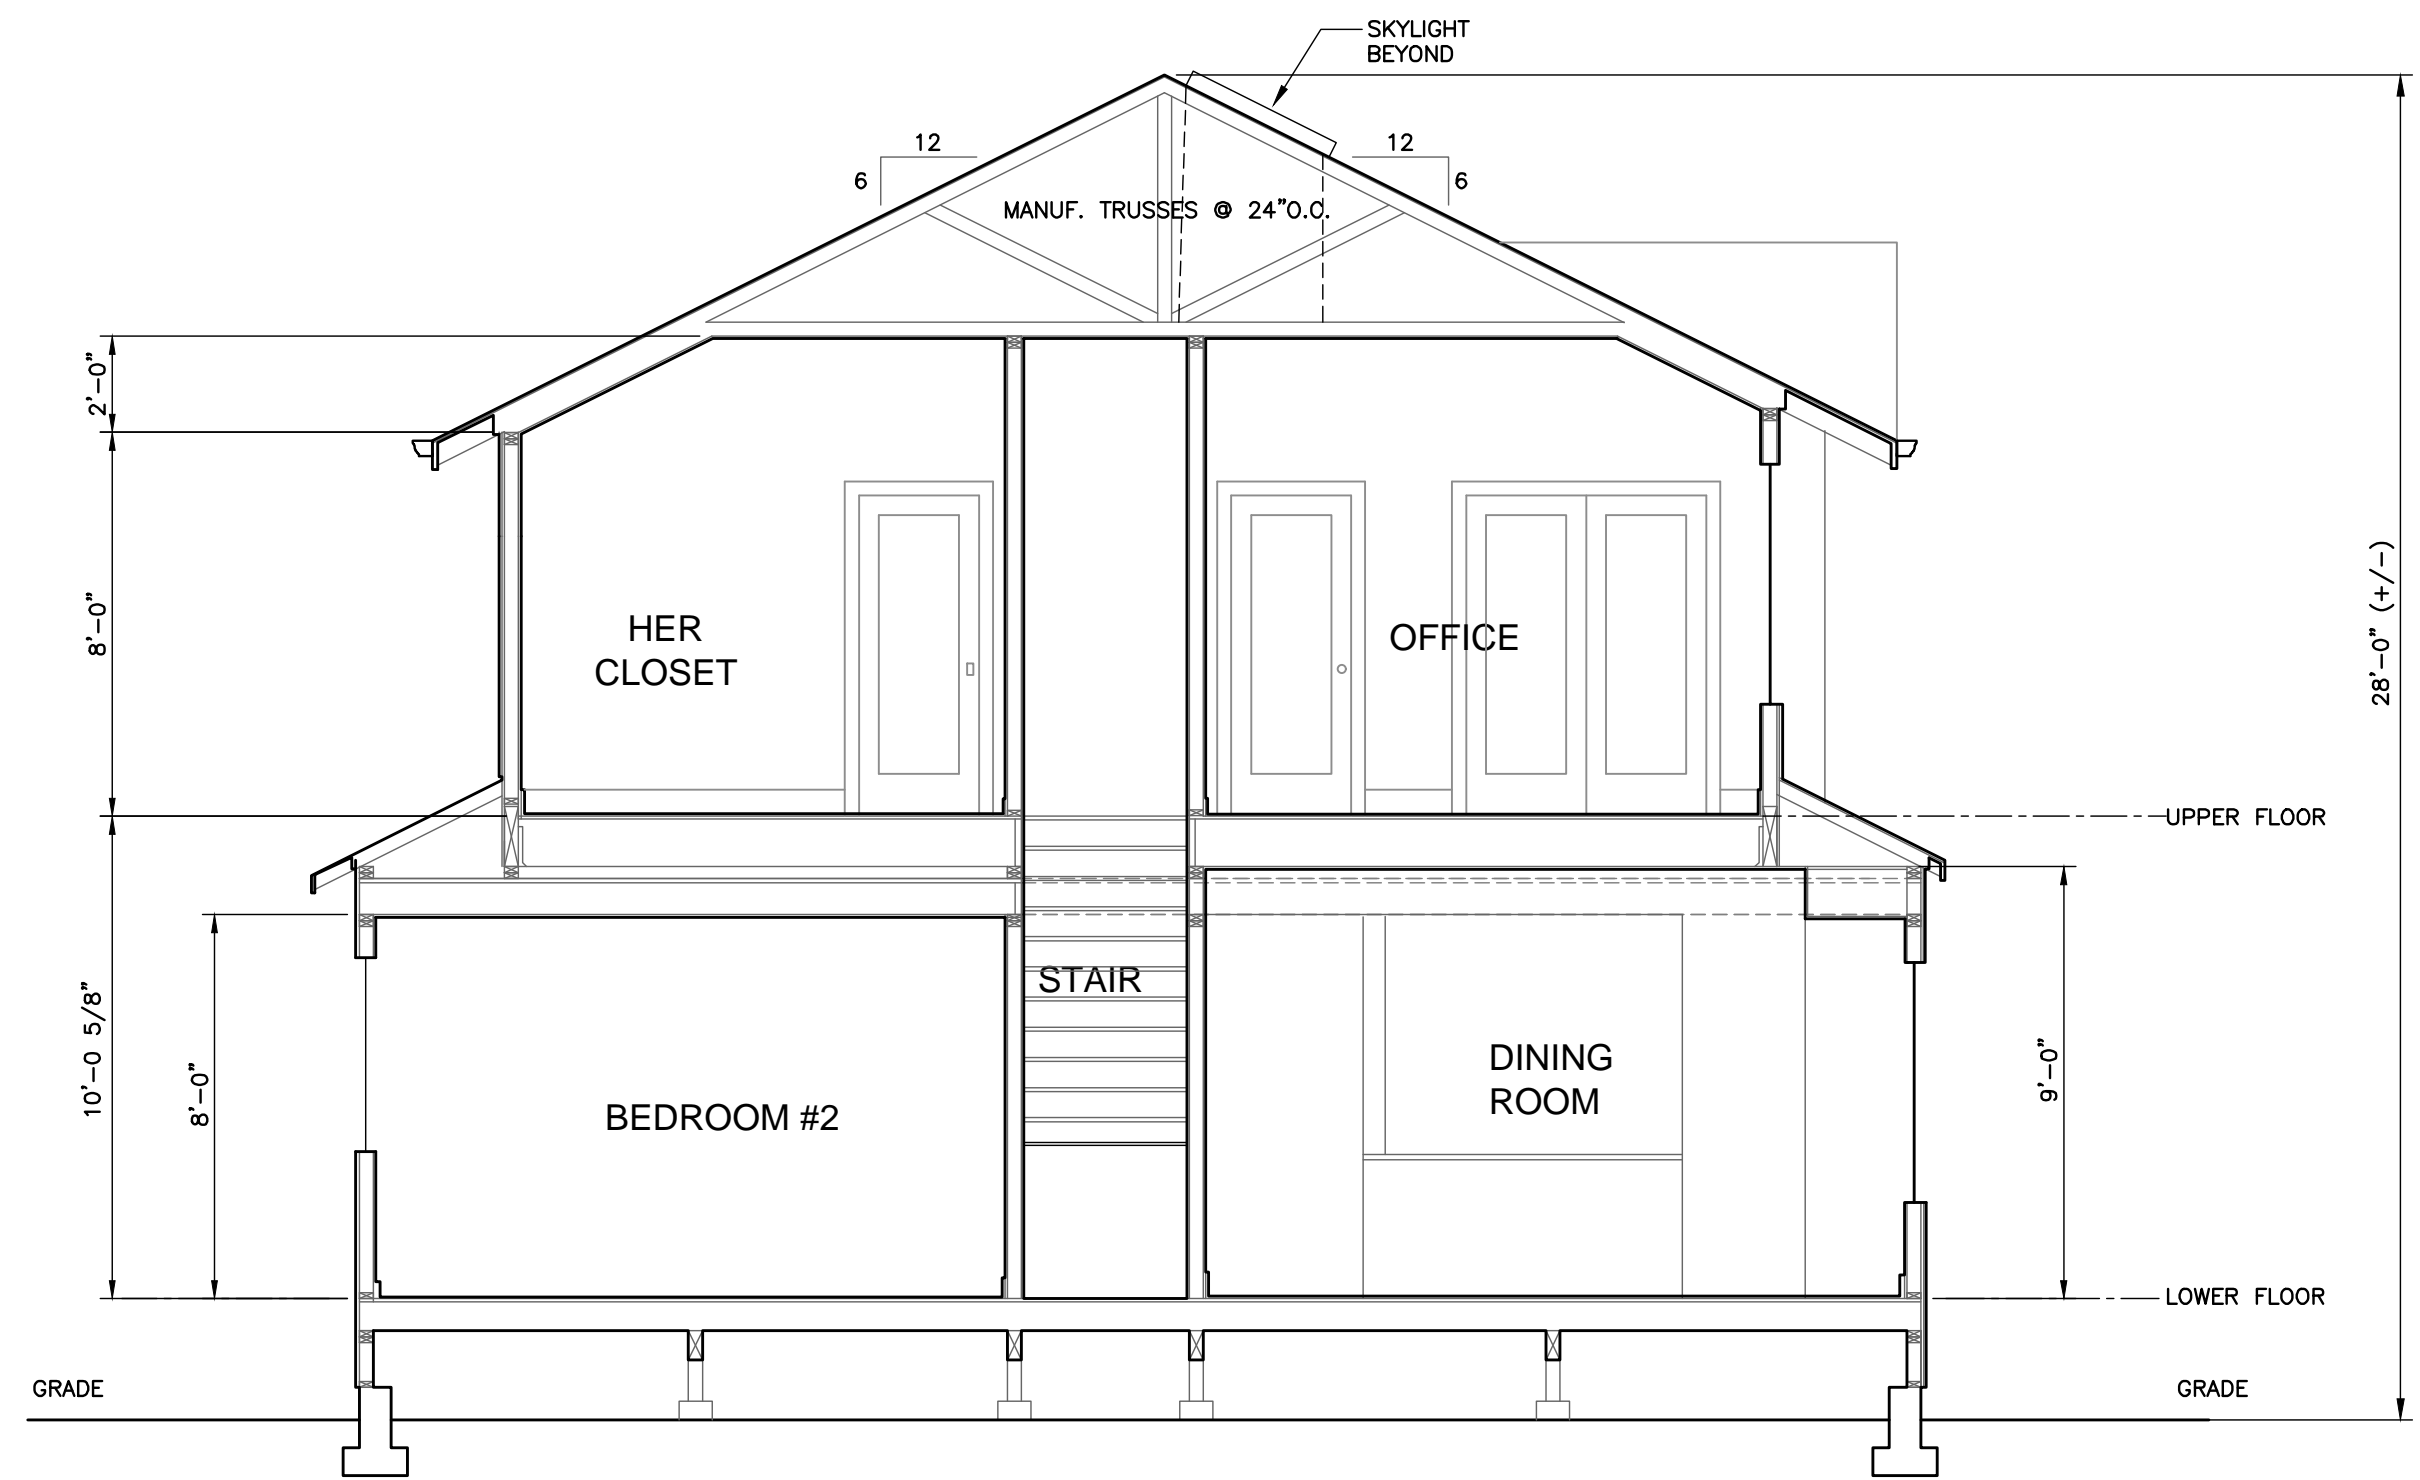 SKYLIGHT
BEYOND
12
12
6
6
MANUF. TRUSSES @ 24"O.C.
2'-0"
8'-0"
28'-0" (+/-)
HER
CLOSET
OFFICE
UPPER FLOOR
10'-0 5/8"
8'-0"
STAIR
BEDROOM #2
DINING
ROOM
9'-0"
LOWER FLOOR
GRADE
GRADE